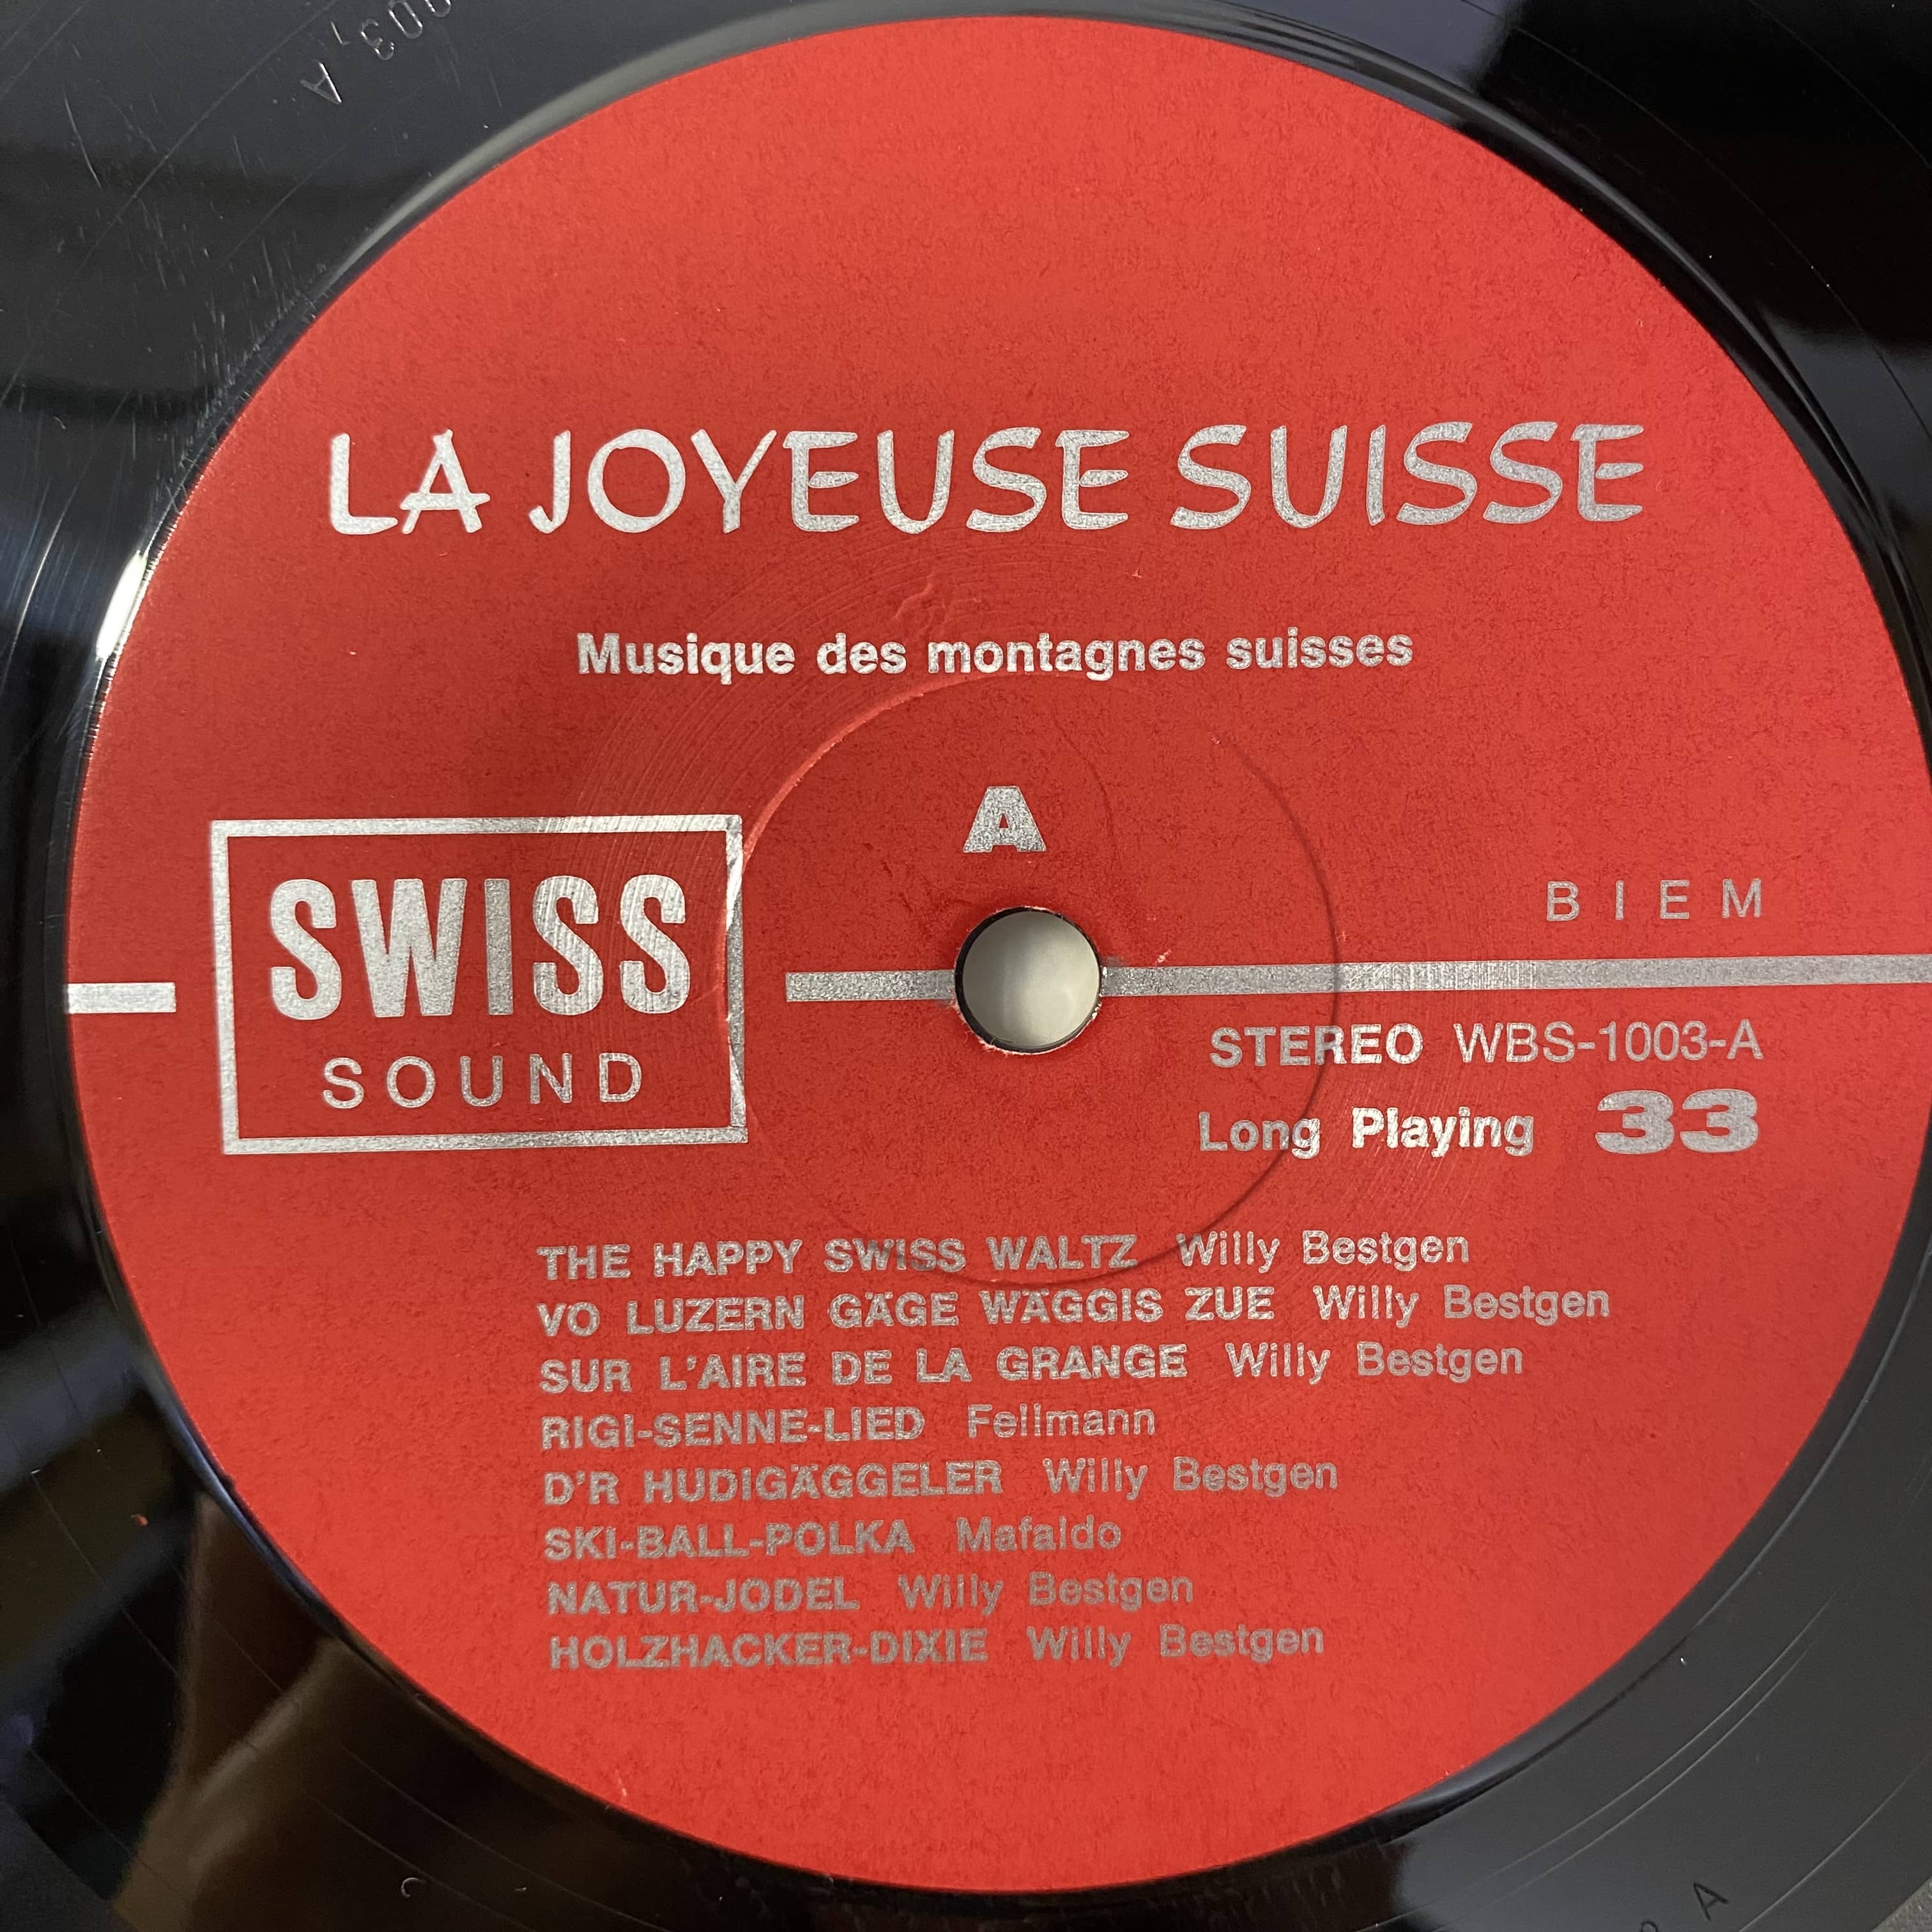 003, A
LA JOYEUSE SUISSE
Musique des montagnes suisses
A
SWISS
SOUND
B I E M
STEREO WBS-1003-A
Long Playing 33
THE HAPPY SWISS WALTZ Willy Bestgen
VO LUZERN GÄGE WÄGGIS ZUE Willy Bestgen
SUR L'AIRE DE LA GRANGE Willy Bestgen
RIGI-SENNE-LIED Fellmann
D'R HUDIGÄGGELER Willy Bestgen
SKI-BALL-POLKA Mafaldo
NATUR-JODEL Willy Bestgen
HOLZHACKER-DIXIE Willy Bestgen
A